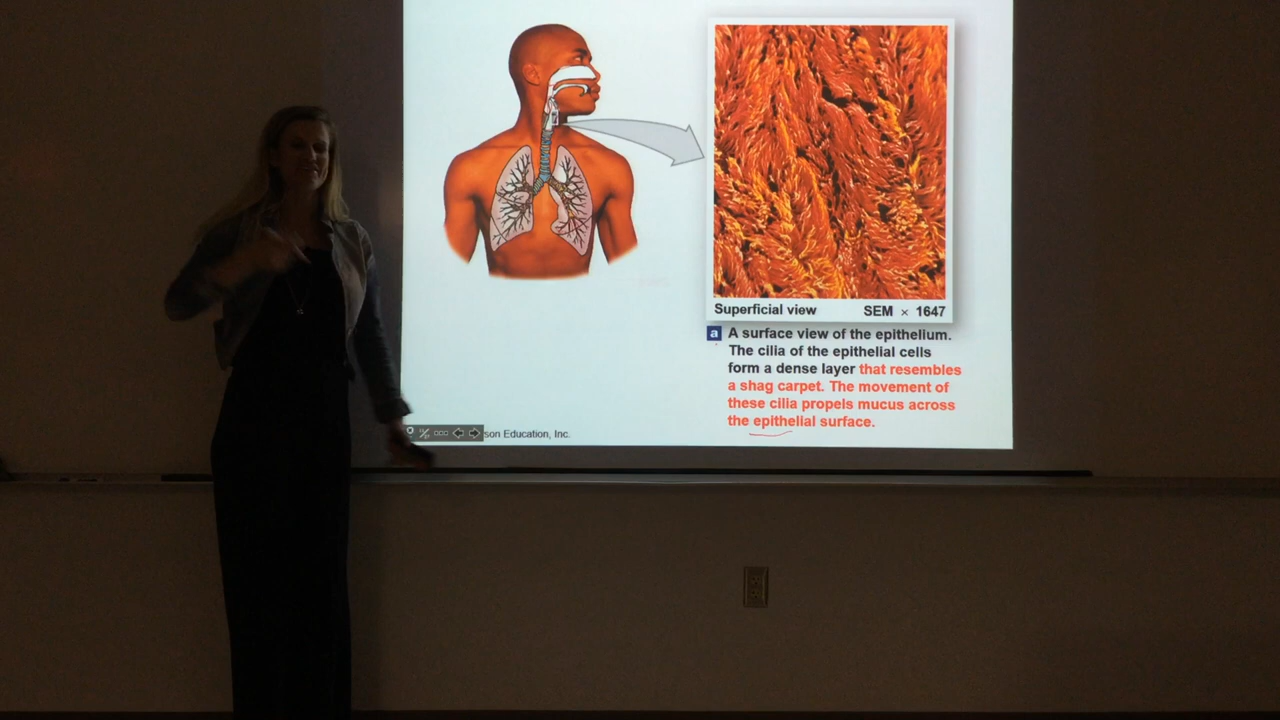 Superficial view SEM × 1647
a A surface view of the epithelium.
The cilia of the epithelial cells
form a dense layer that resembles
a shag carpet. The movement of
these cilia propels mucus across
the epithelial surface.
son Education, Inc.